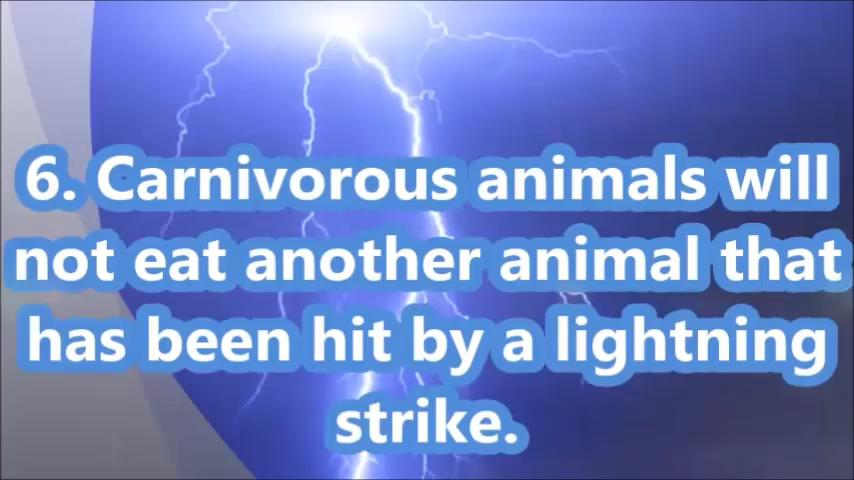 6. Carnivorous animals will
not eat another animal that
has been hit by a lightning
strike.